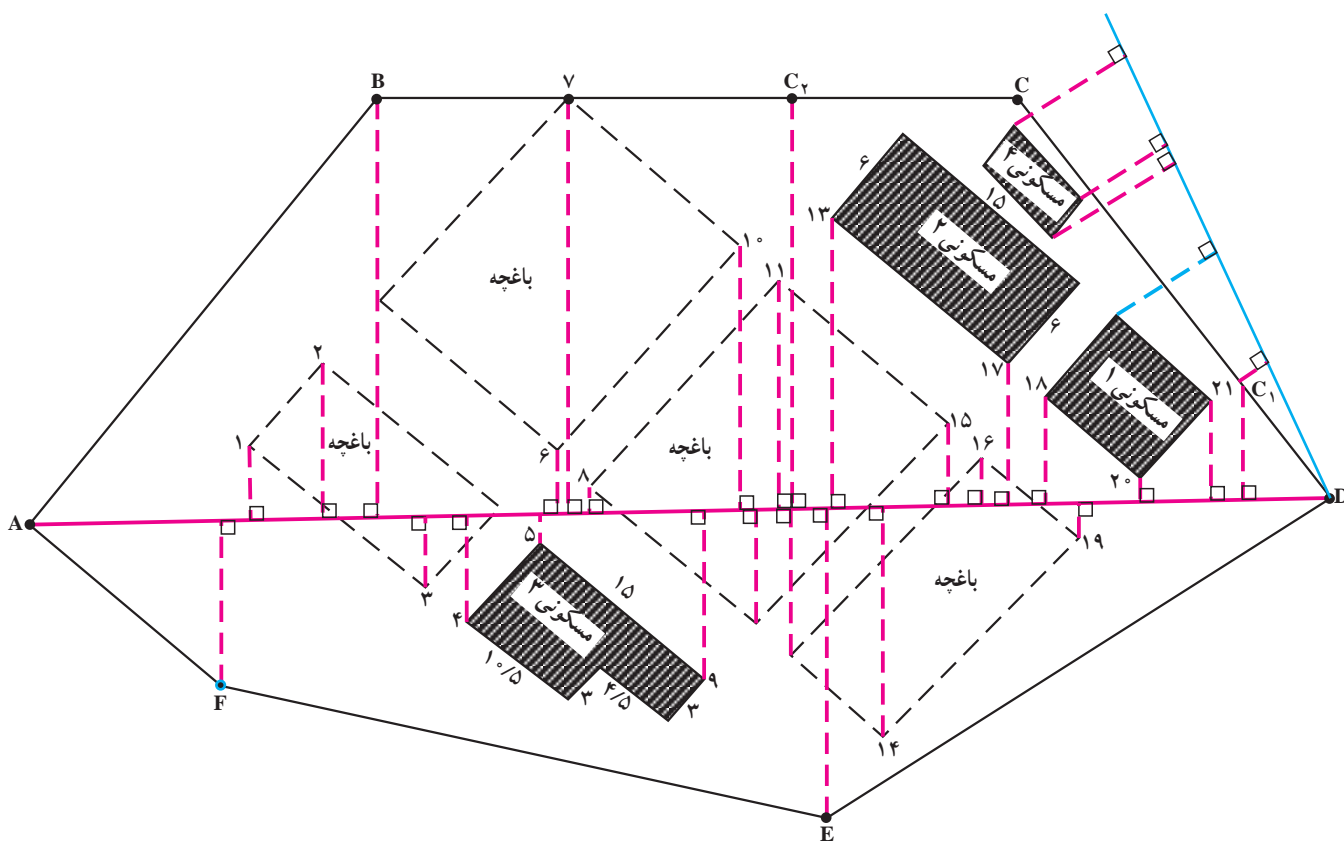 B
۷
C۲
C
۶
مسکونی ۴
۱۵
۱۳
مسکونی ۲
۱۰
۱۱
باغچه
۶
۲
۱۷
۱۸
مسکونی ۱
۲۱
C۱
۱
باغچه
۶
۸
باغچه
۱۵
۱۶
۲۰
A
D
۵
۱۹
۳
۴
مسکونی ۳
۱۵
باغچه
۱۰/۵
۳
۴/۵
۹
۳
F
۱۴
E